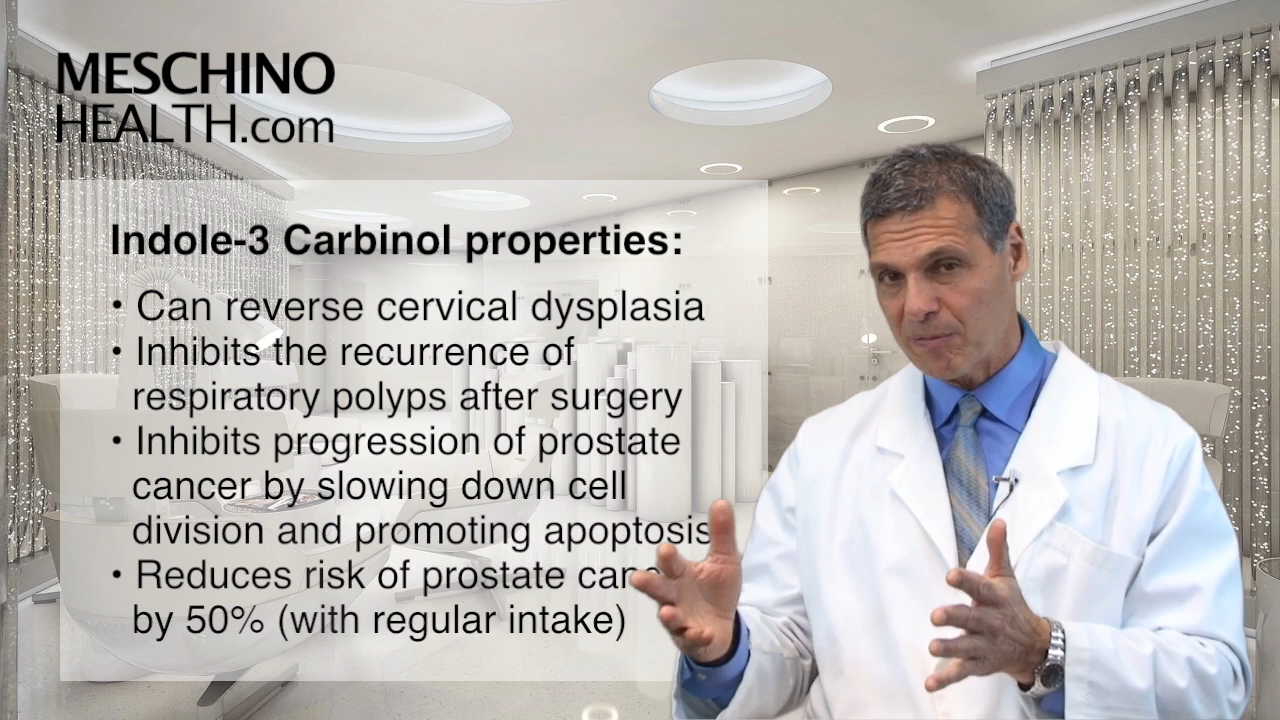 MESCHINO
HEALTH.com
Indole-3 Carbinol properties:
• Can reverse cervical dysplasia
• Inhibits the recurrence of
respiratory polyps after surgery
• Inhibits progression of prostate
cancer by slowing down cell
division and promoting apoptosis
• Reduces risk of prostate
by 50% (with regular intake)